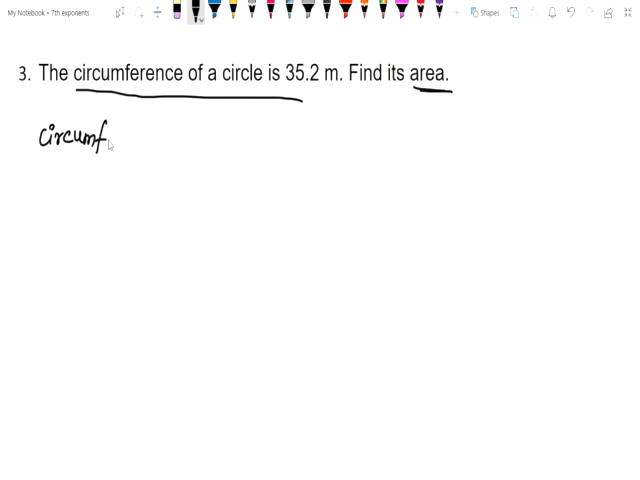 My Notebook » 7th exponents
Shapes
3. The circumference of a circle is 35.2 m. Find its area.
circumf